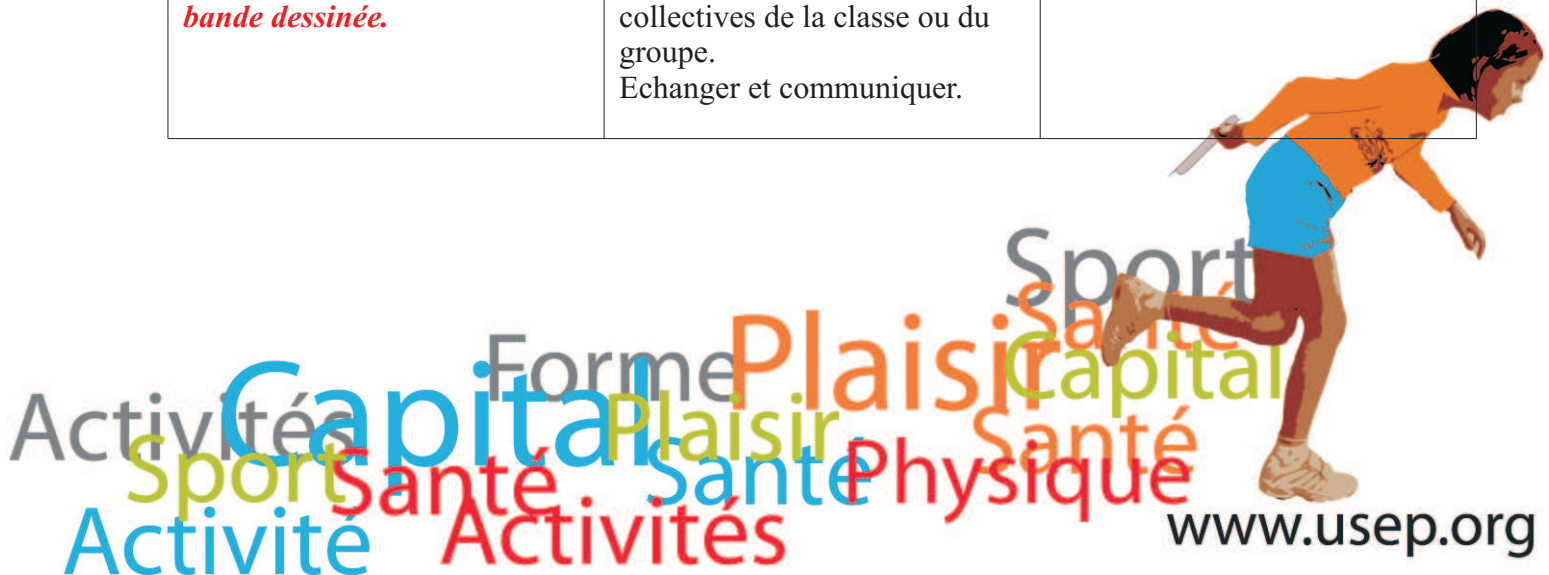 bande dessinée.
collectives de la classe ou du
groupe.
Echanger et communiquer.
Sport
Santé
Forme
Plaisir
Capital
Activités
Capital
Plaisir
Santé
Sport
Santé
Santé
Physique
Activité
Activités
www.usep.org